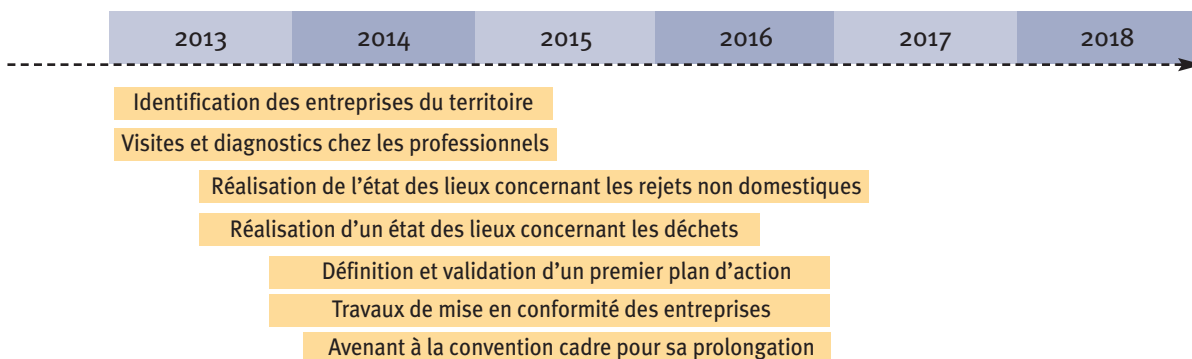 2013 2014 2015 2016 2017 2018
Identification des entreprises du territoire
Visites et diagnostics chez les professionnels
Réalisation de l’état des lieux concernant les rejets non domestiques
Réalisation d’un état des lieux concernant les déchets
Définition et validation d’un premier plan d’action
Travaux de mise en conformité des entreprises
Avenant à la convention cadre pour sa prolongation